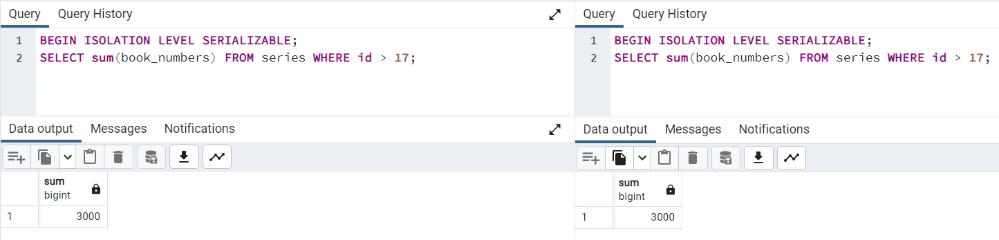 Query Query History
1 BEGIN ISOLATION LEVEL SERIALIZABLE;
2 SELECT sum(book_numbers) FROM series WHERE id > 17;
Data output Messages Notifications
sum
bigint
1 3000
Query Query History
1 BEGIN ISOLATION LEVEL SERIALIZABLE;
2 SELECT sum(book_numbers) FROM series WHERE id > 17;
Data output Messages Notifications
sum
bigint
1 3000